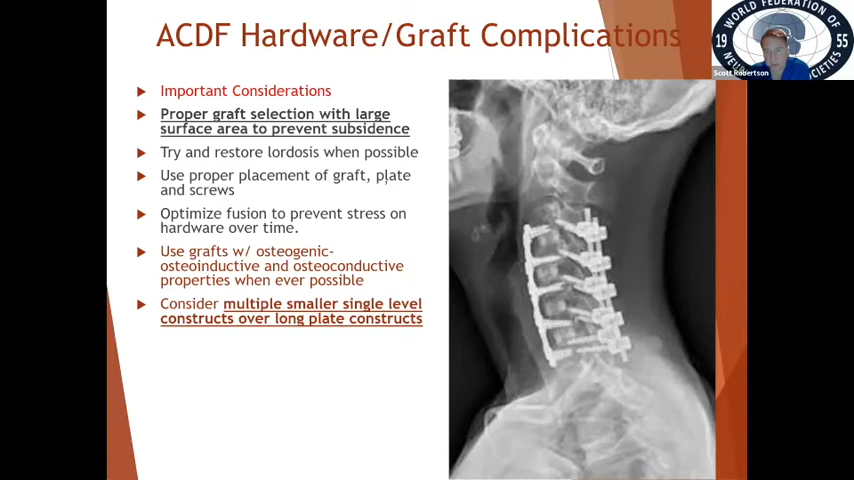 ACDF Hardware/Graft Complications
WORLD FEDERATION OF
19
55
SOCIETIES
Scott Robertson
Important Considerations
Proper graft selection with large
surface area to prevent subsidence
Try and restore lordosis when possible
Use proper placement of graft, plate
and screws
Optimize fusion to prevent stress on
hardware over time.
Use grafts w/ osteogenic-
osteoinductive and osteoconductive
properties when ever possible
Consider multiple smaller single level
constructs over long plate constructs